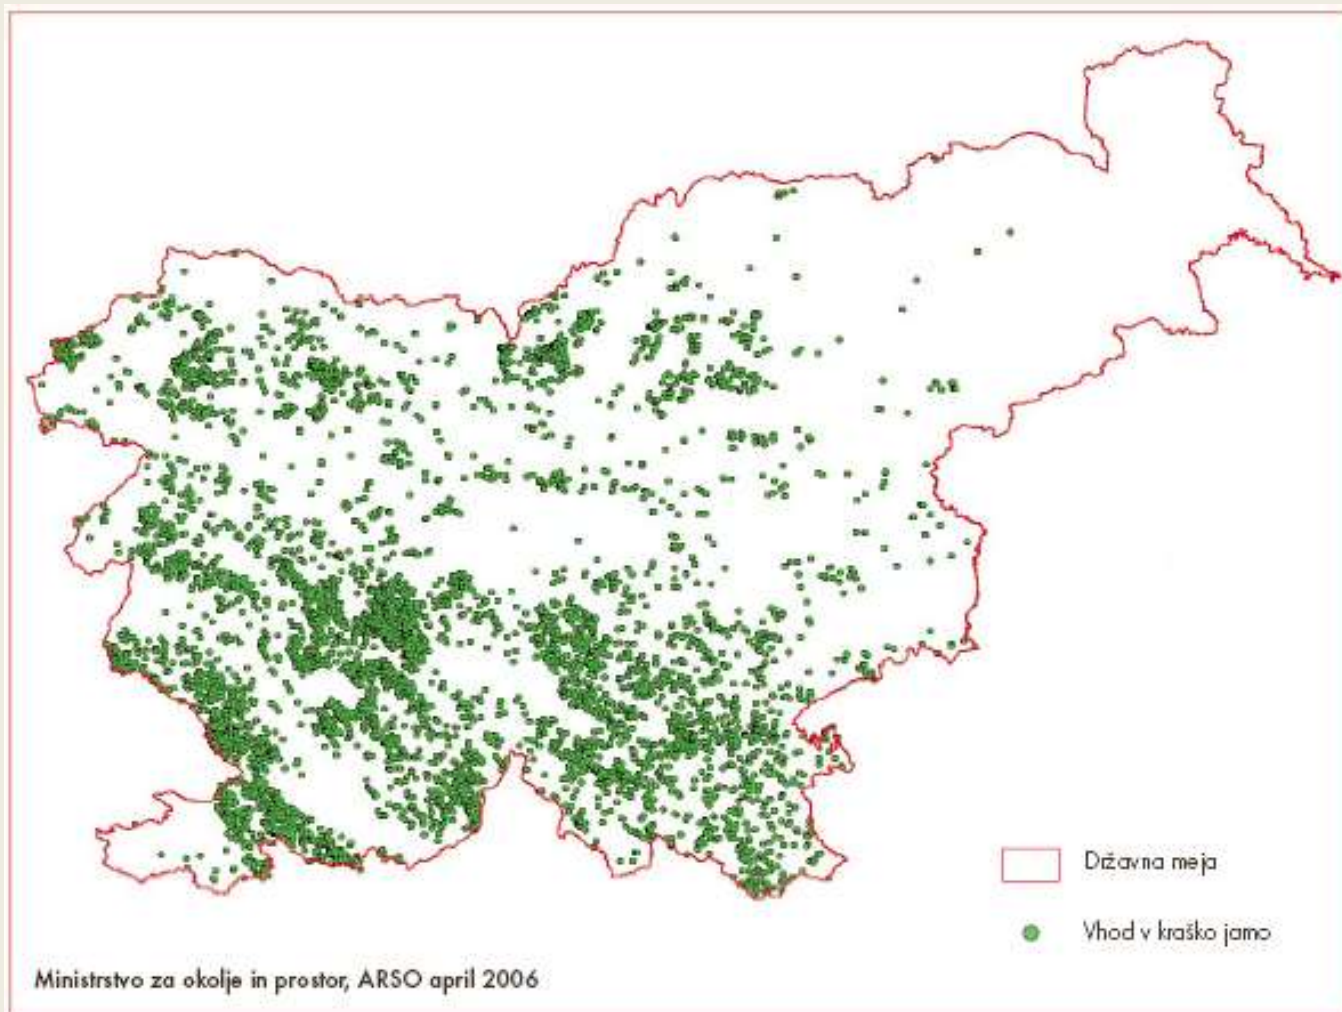 Državna meja
Vhod v kraško jamo
Ministrstvo za okolje in prostor, ARSO april 2006